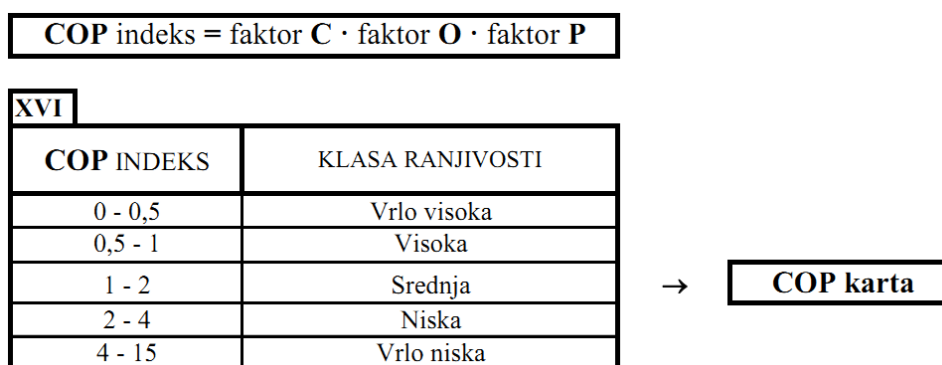 COP indeks = faktor C · faktor O · faktor P
XVI
COP INDEKS KLASA RANJIVOSTI
0 - 0,5 Vrlo visoka
0,5 - 1 Visoka
1 - 2 Srednja → COP karta
2 - 4 Niska
4 - 15 Vrlo niska